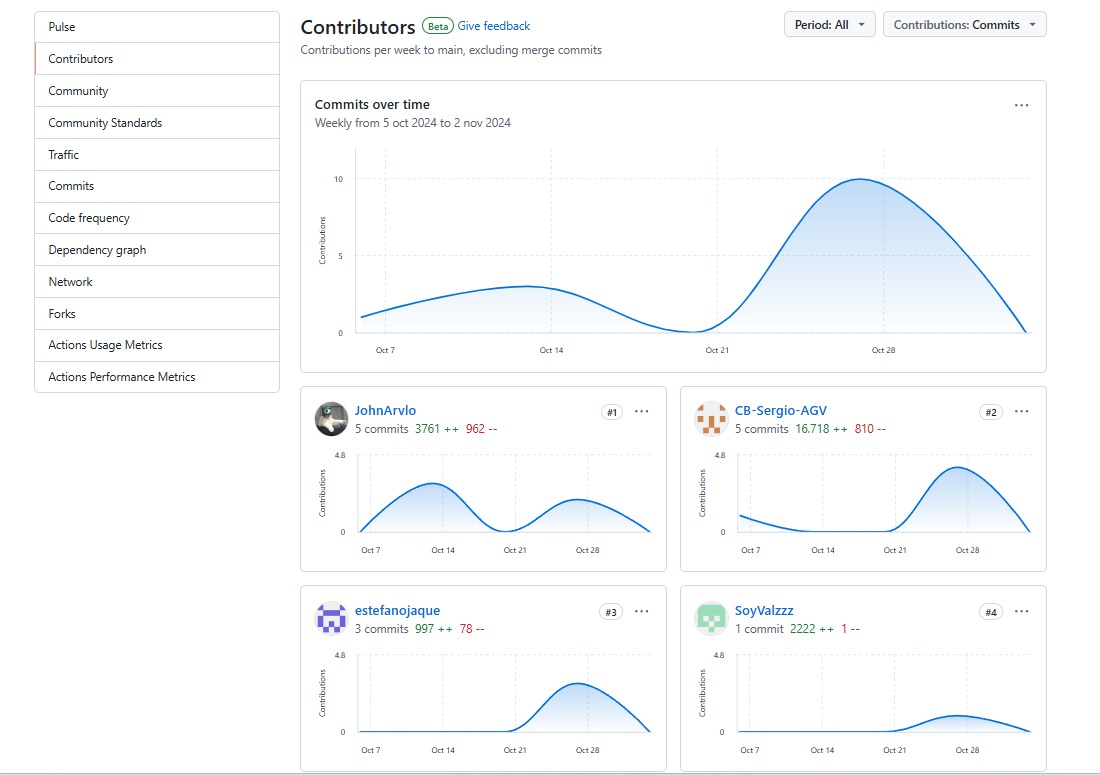 Pulse
Contributors
Community
Community Standards
Traffic
Commits
Code frequency
Dependency graph
Network
Forks
Actions Usage Metrics
Actions Performance Metrics
Contributors Beta Give feedback
Period: All
Contributions: Commits
Contributions per week to main, excluding merge commits
Commits over time
Weekly from 5 oct 2024 to 2 nov 2024
Contributions
10
5
0
Oct 7 Oct 14 Oct 21 Oct 28
JohnArvlo #1
5 commits 3761 ++ 962 --
Contributions
4.8
0
Oct 7 Oct 14 Oct 21 Oct 28
CB-Sergio-AGV #2
5 commits 16.718 ++ 810 --
Contributions
4.8
0
Oct 7 Oct 14 Oct 21 Oct 28
estefanojaque #3
3 commits 997 ++ 78 --
Contributions
4.8
0
Oct 7 Oct 14 Oct 21 Oct 28
SoyValzzz #4
1 commit 2222 ++ 1 --
Contributions
4.8
0
Oct 7 Oct 14 Oct 21 Oct 28